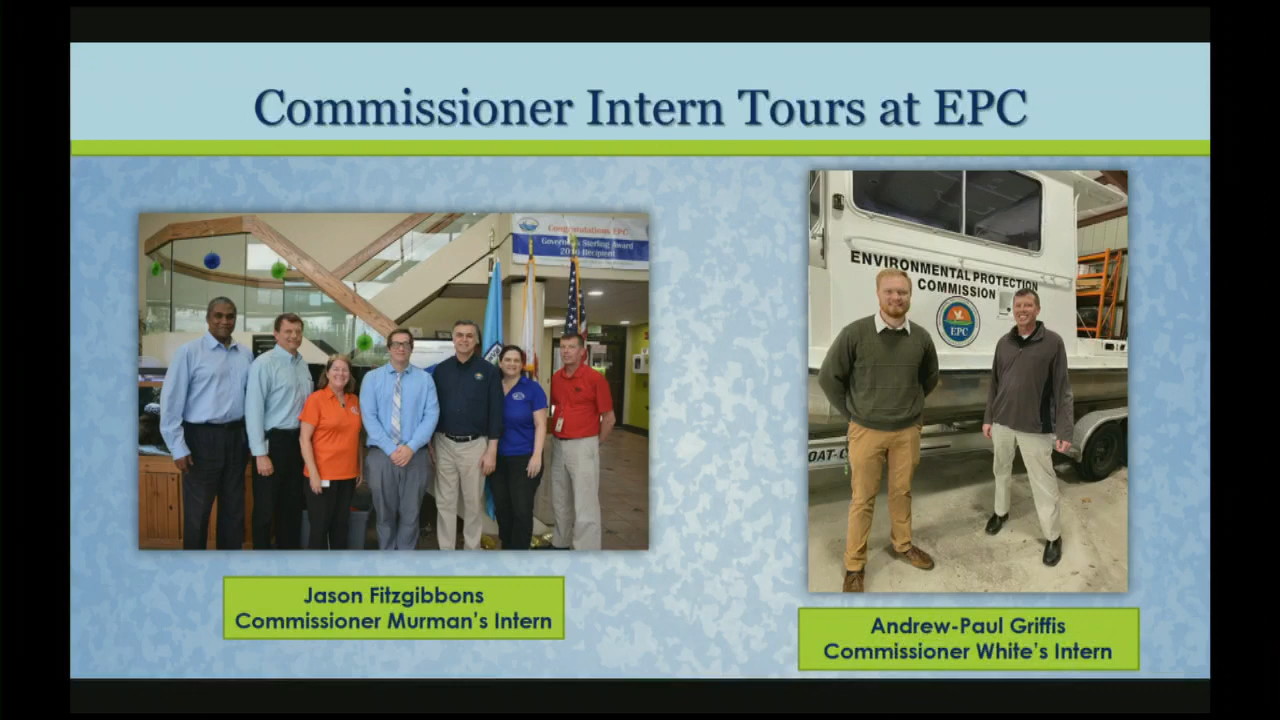 Commissioner Intern Tours at EPC
Congratulations EPC!
Governor's Sterling Award
2016 Recipient
ENVIRONMENTAL PROTECTION
COMMISSION
EPC
OAT-C
Jason Fitzgibbons
Commissioner Murman's Intern
Andrew-Paul Griffis
Commissioner White's Intern